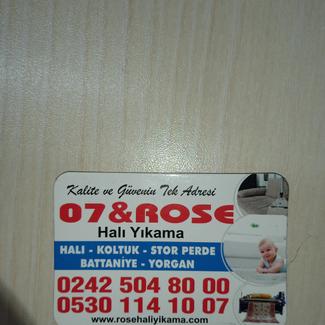 Kalite ve Güvenin Tek Adresi
07&ROSE
Halı Yıkama
HALI - KOLTUK - STOR PERDE
BATTANİYE - YORGAN
0242 504 80 00
0530 114 10 07
www.rosehaliyikama.com